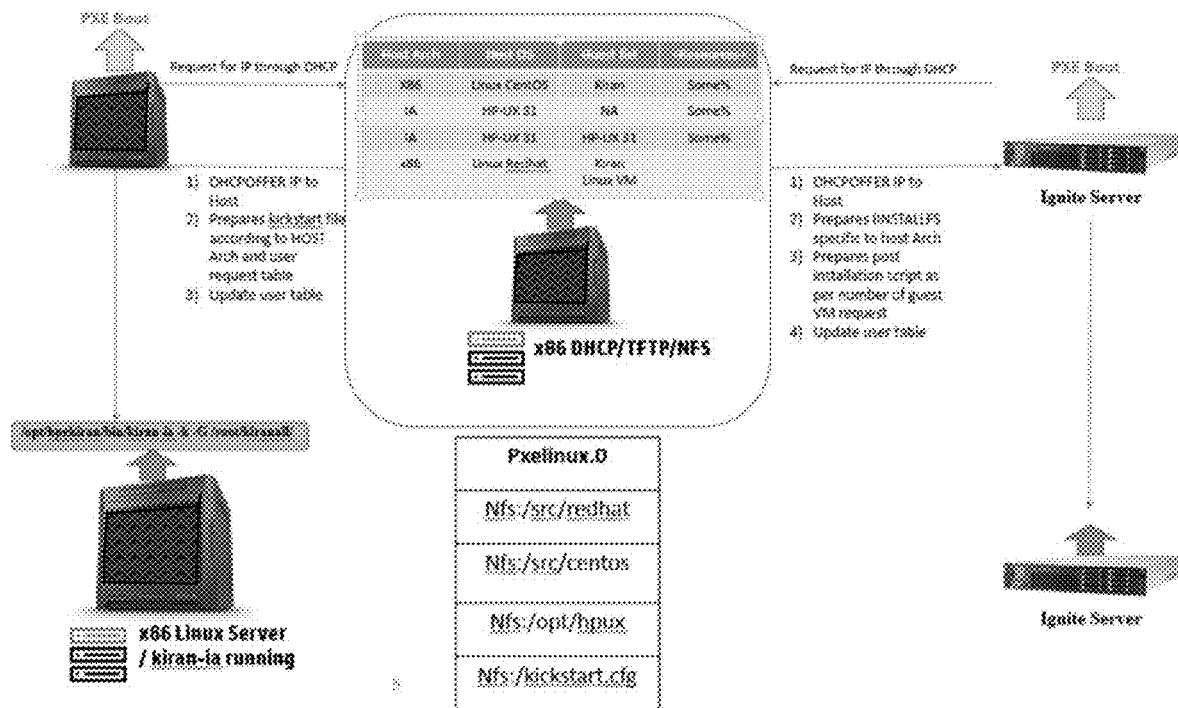 PXE Boot
Request for IP through DHCP
X86 Linux CentOS Kiran Some%
IA HP-UX 31 NA Some%
IA HP-UX 31 HP-UX 31 Some%
x86 Linux Redhat Kiran
Linux VM
Request for IP through DHCP
PXE Boot
1) DHCPOFFER IP to
Host
2) Prepares kickstart file
according to HOST
Arch and user
request table
3) Update user table
x86 DHCP/TFTP/NFS
1) DHCPOFFER IP to
Host
2) Prepares IINSTALLFS
specific to host Arch
3) Prepares post
installation script as
per number of guest
VM request
4) Update user table
Ignite Server
x86 Linux Server
/ kiran-ia running
Pxelinux.0
Nfs:/src/redhat
Nfs:/src/centos
Nfs:/opt/hpux
Nfs:/kickstart.cfg
Ignite Server